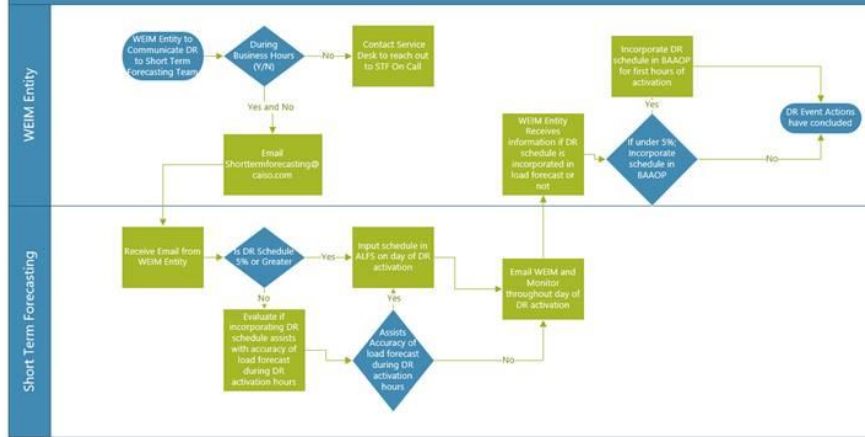 WEIM Entity
WEIM Entity to
Communicate DR
to Short Term
Forecasting Team
During
Business Hours
(Y/N)
No
Contact Service
Desk to reach out
to STF On Call
Yes and No
Email
Shorttermforecasting@
caiso.com
WEIM Entity
Receives
information if DR
schedule is
incorporated in
load forecast or
not
If under 5%;
Incorporate
schedule in
BAAOP
Yes
Incorporate DR
schedule in BAAOP
for first hours of
activation
No
DR Event Actions
have concluded
Short Term Forecasting
Receive Email from
WEIM Entity
Is DR Schedule
5% or Greater
Yes
Input schedule in
ALFS on day of DR
activation
No
Evaluate if
incorporating DR
schedule assists
with accuracy of
load forecast
during DR
activation hours
Yes
Assists
Accuracy of
load forecast
during DR
activation
hours
No
Email WEIM and
Monitor
throughout day of
DR activation